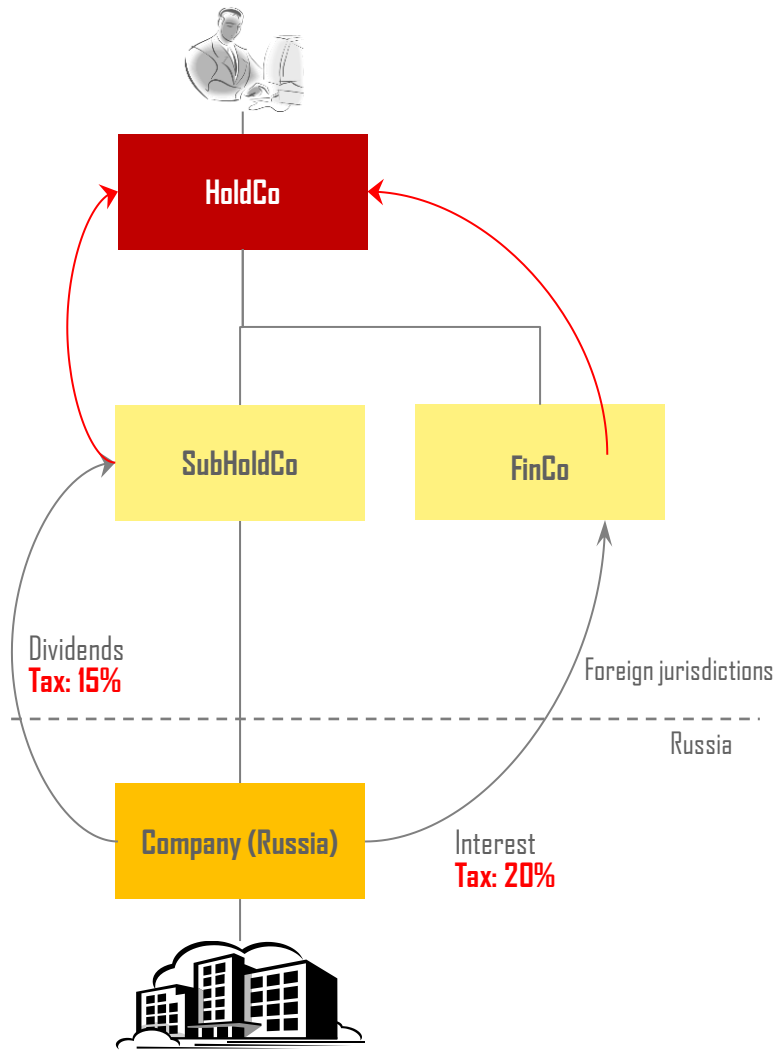 HoldCo
SubHoldCo
FinCo
Dividends
Tax: 15%
Foreign jurisdictions
Russia
Company (Russia)
Interest
Tax: 20%